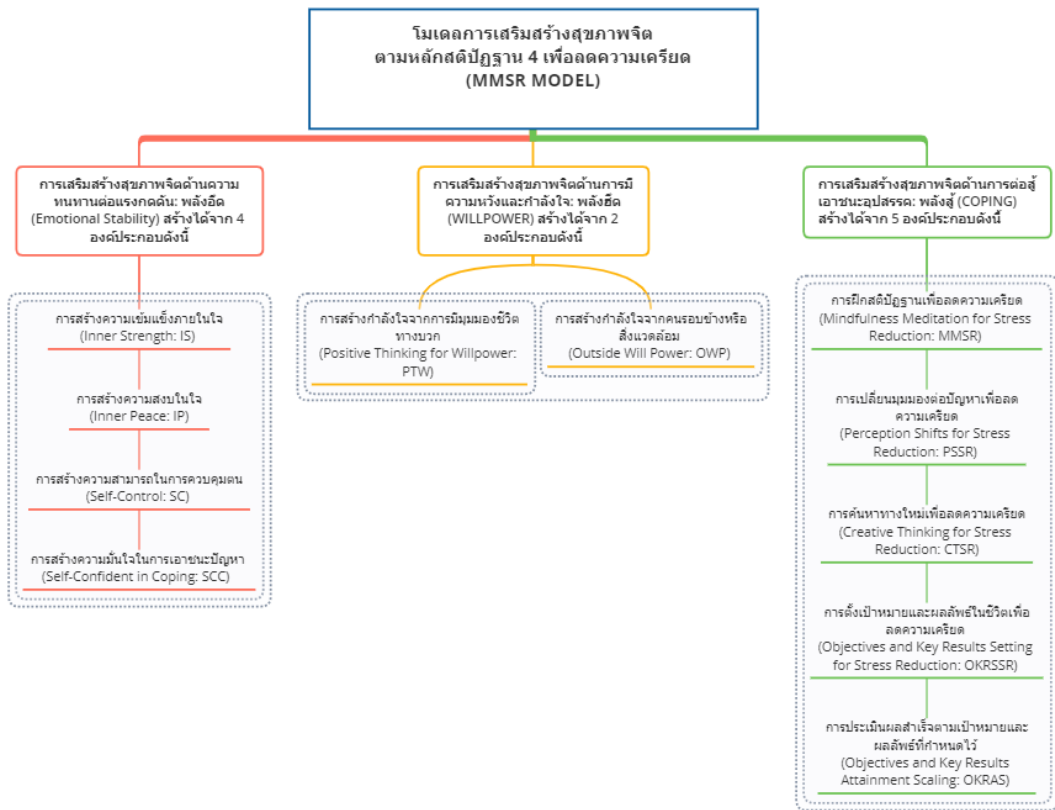 โมเดลการเสริมสร้างสุขภาพจิต
ตามหลักสติปัฏฐาน 4 เพื่อลดความเครียด
(MMSR MODEL)
การเสริมสร้างสุขภาพจิตด้านความ
ทนทานต่อแรงกดดัน: พลังอึด
(Emotional Stability) สร้างได้จาก 4
องค์ประกอบดังนี้
การสร้างความเข้มแข็งภายในใจ
(Inner Strength: IS)
การสร้างความสงบในใจ
(Inner Peace: IP)
การสร้างความสามารถในการควบคุมตน
(Self-Control: SC)
การสร้างความมั่นใจในการเอาชนะปัญหา
(Self-Confident in Coping: SCC)
การเสริมสร้างสุขภาพจิตด้านการมี
ความหวังและกำลังใจ: พลังฮึด
(WILLPOWER) สร้างได้จาก 2
องค์ประกอบดังนี้
การสร้างกำลังใจจากการมีมุมมองชีวิต
ทางบวก
(Positive Thinking for Willpower:
PTW)
การสร้างกำลังใจจากคนรอบข้างหรือ
สิ่งแวดล้อม
(Outside Will Power: OWP)
การเสริมสร้างสุขภาพจิตด้านการต่อสู้
เอาชนะอุปสรรค: พลังสู้ (COPING)
สร้างได้จาก 5 องค์ประกอบดังนี้
การฝึกสติปัฏฐานเพื่อลดความเครียด
(Mindfulness Meditation for Stress
Reduction: MMSR)
การเปลี่ยนมุมมองต่อปัญหาเพื่อลด
ความเครียด
(Perception Shifts for Stress
Reduction: PSSR)
การค้นหาทางใหม่เพื่อลดความเครียด
(Creative Thinking for Stress
Reduction: CTSR)
การตั้งเป้าหมายและผลลัพธ์ในชีวิตเพื่อ
ลดความเครียด
(Objectives and Key Results Setting
for Stress Reduction: OKRSSR)
การประเมินผลสำเร็จตามเป้าหมายและ
ผลลัพธ์ที่กำหนดไว้
(Objectives and Key Results
Attainment Scaling: OKRAS)